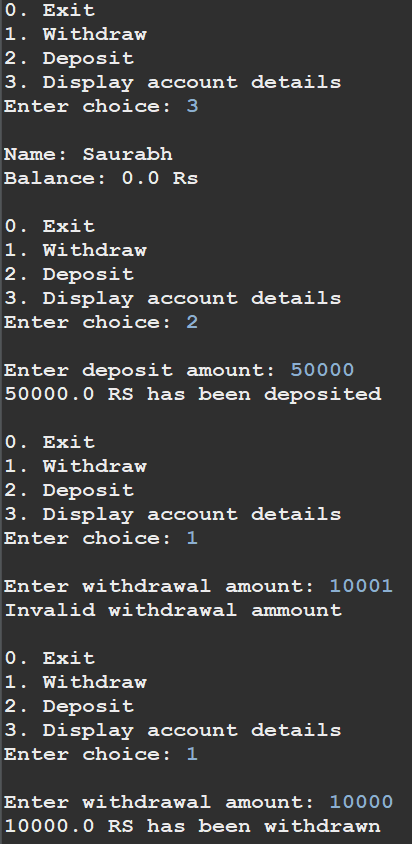 0. Exit
1. Withdraw
2. Deposit
3. Display account details
Enter choice: 3
Name: Saurabh
Balance: 0.0 Rs
0. Exit
1. Withdraw
2. Deposit
3. Display account details
Enter choice: 2
Enter deposit amount: 50000
50000.0 RS has been deposited
0. Exit
1. Withdraw
2. Deposit
3. Display account details
Enter choice: 1
Enter withdrawal amount: 10001
Invalid withdrawal ammount
0. Exit
1. Withdraw
2. Deposit
3. Display account details
Enter choice: 1
Enter withdrawal amount: 10000
10000.0 RS has been withdrawn